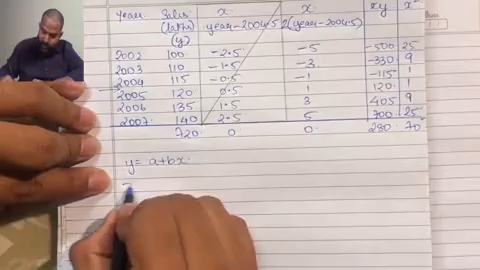 Year Sales x x xy x²
(lakhs) year-2004.5 2(year-2004.5)
(y)
2002 100 -2.5 -5 -500 25
2003 110 -1.5 -3 -330 9
2004 115 -0.5 -1 -115 1
2005 120 0.5 1 120 1
2006 135 1.5 3 405 9
2007 140 2.5 5 700 25
720 0 0 280 70
y = a+bx